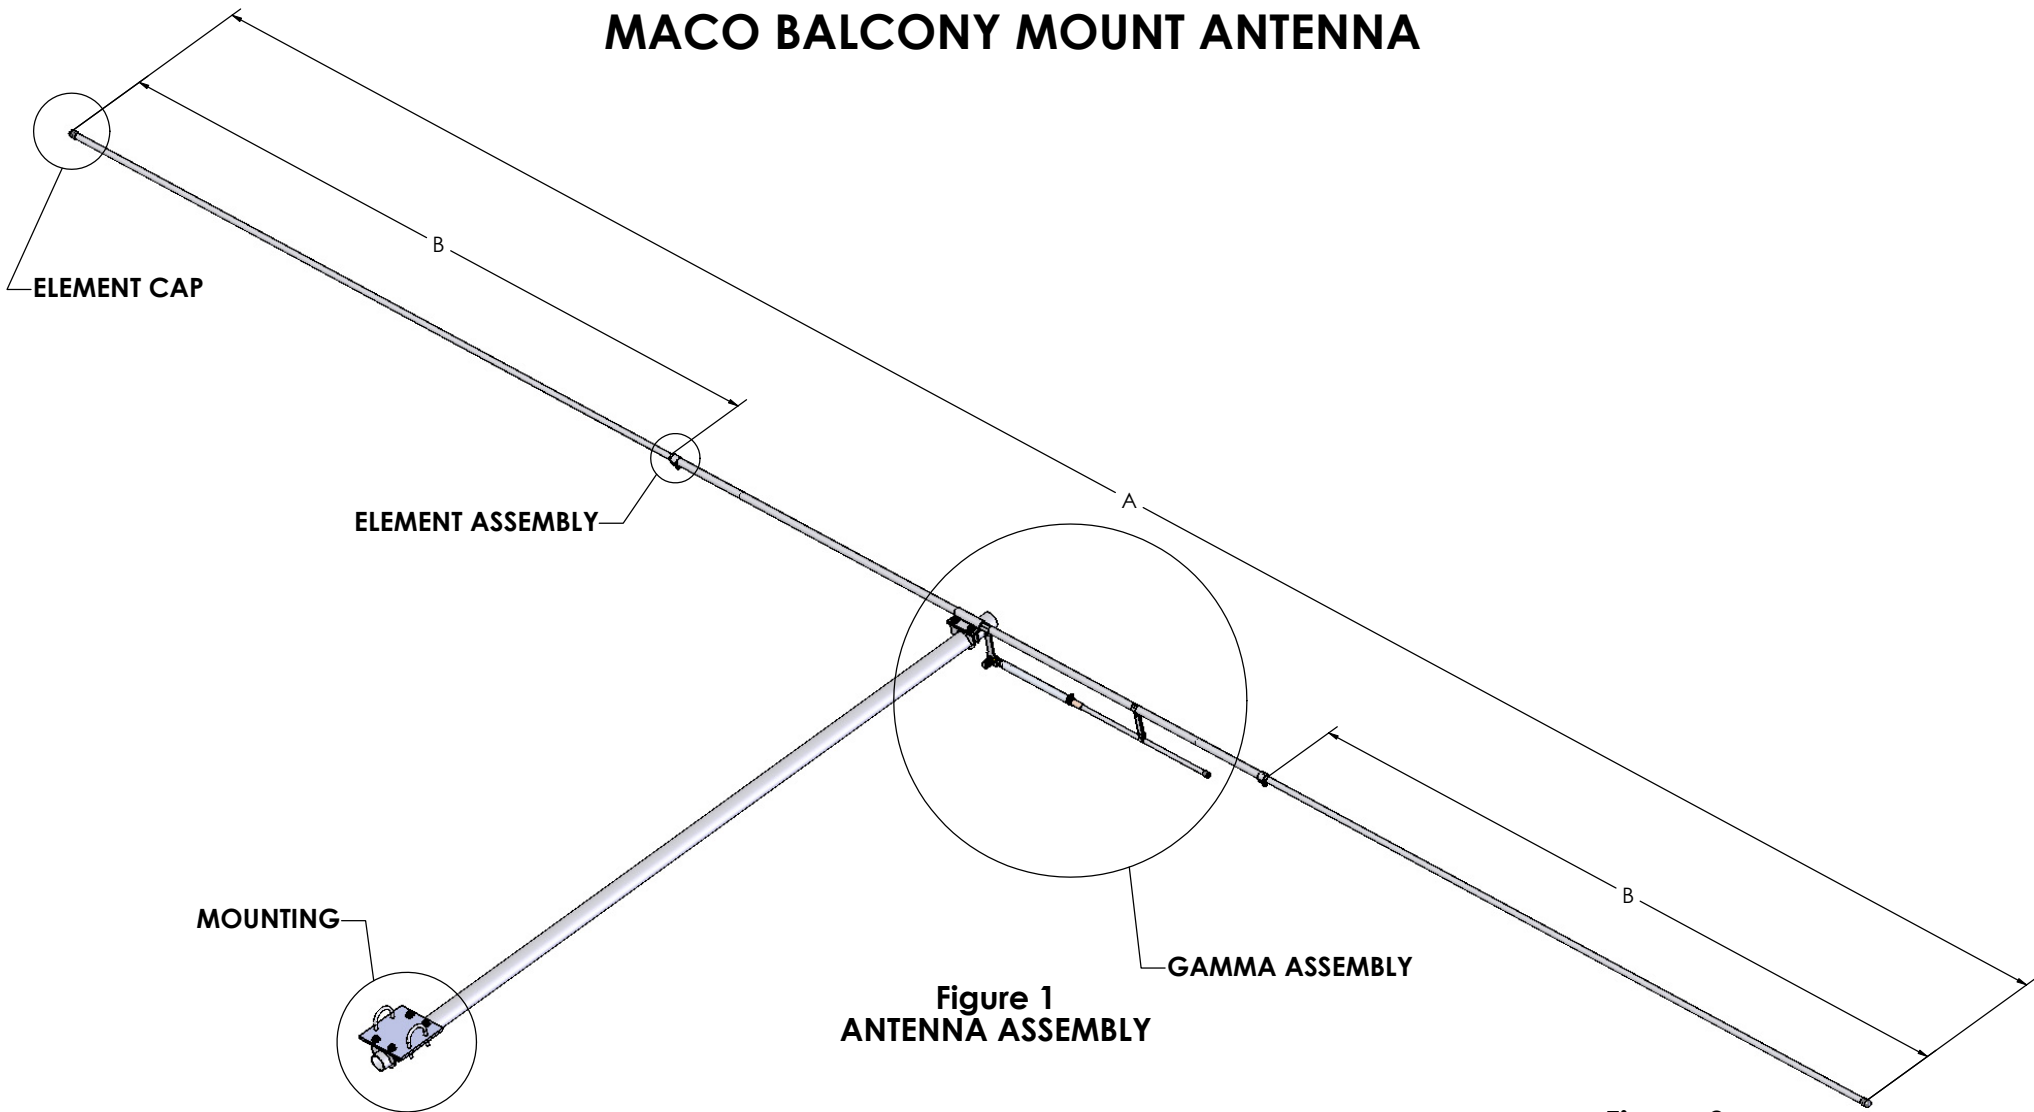 MACO BALCONY MOUNT ANTENNA
B
ELEMENT CAP
A
ELEMENT ASSEMBLY
B
MOUNTING
GAMMA ASSEMBLY
Figure 1
ANTENNA ASSEMBLY